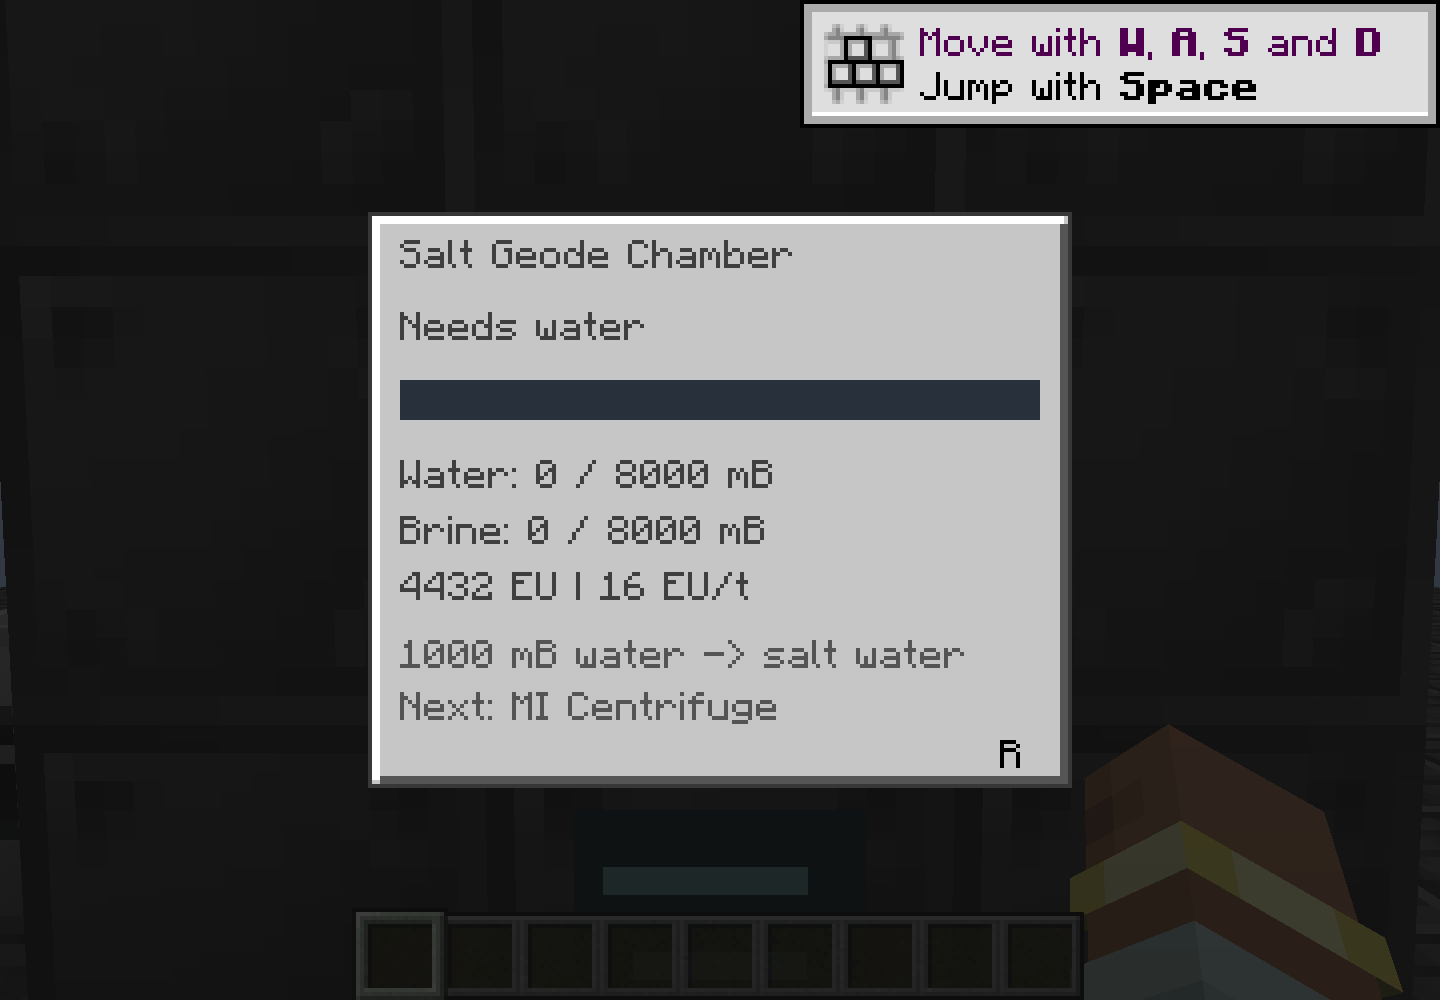 Move with W, A, S and D
Jump with Space
Salt Geode Chamber
Needs water
Water: 0 / 8000 mB
Brine: 0 / 8000 mB
4432 EU | 16 EU/t
1000 mB water -> salt water
Next: MI Centrifuge
R